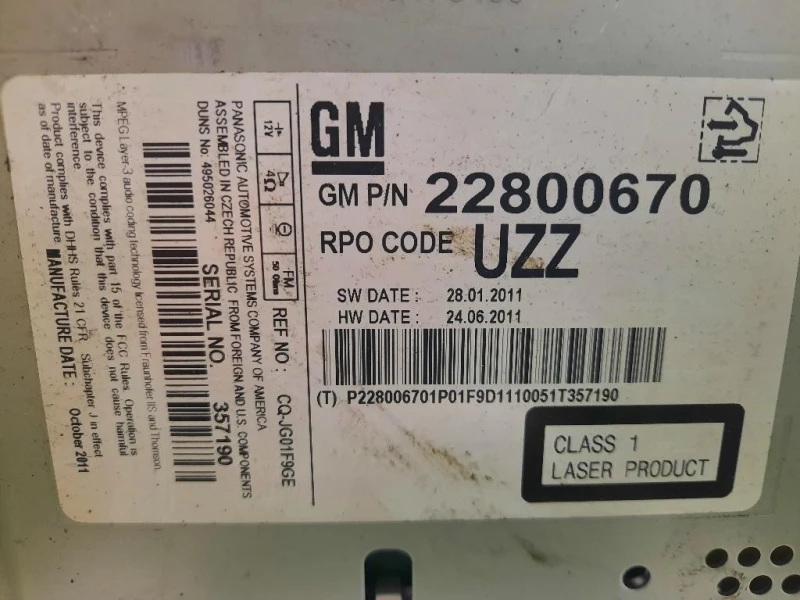 GM
GM P/N 22800670
RPO CODE UZZ
SW DATE : 28.01.2011
HW DATE : 24.06.2011
(T) P228006701P01F9D1110051T357190
CLASS 1
LASER PRODUCT
12V
4Ω
FM
50 Ohms
REF NO: CQ-JG01F9GE
PANASONIC AUTOMOTIVE SYSTEMS COMPANY OF AMERICA
ASSEMBLED IN CZECH REPUBLIC FROM FOREIGN AND U.S. COMPONENTS
DUNS No: 495026044
SERIAL NO. 357190
MPEG Layer 3 audio coding technology licensed from Fraunhofer IIS and Thomson.
This device complies with part 15 of the FCC Rules. Operation is
subject to the condition that this device does not cause harmful
interference.
Product complies with DHHS Rules 21 CFR Subchapter J in effect
as of date of manufacture
MANUFACTURE DATE: October 2011